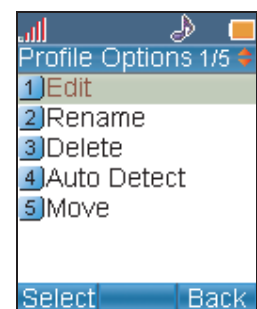 Profile Options 1/5
1 Edit
2 Rename
3 Delete
4 Auto Detect
5 Move
Select Back